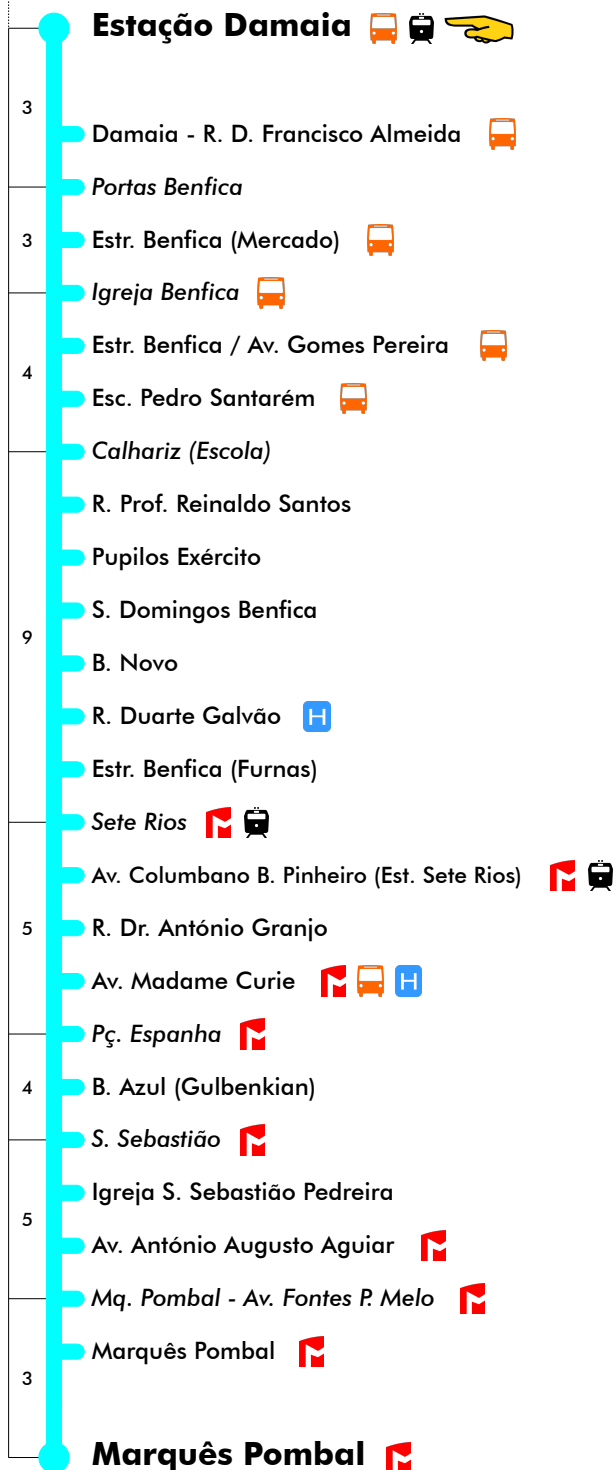 Estação Damaia
3
Damaia - R. D. Francisco Almeida
Portas Benfica
3
Estr. Benfica (Mercado)
Igreja Benfica
Estr. Benfica / Av. Gomes Pereira
4
Esc. Pedro Santarém
Calhariz (Escola)
R. Prof. Reinaldo Santos
Pupilos Exército
S. Domingos Benfica
9
B. Novo
R. Duarte Galvão H
Estr. Benfica (Furnas)
Sete Rios
Av. Columbano B. Pinheiro (Est. Sete Rios)
5
R. Dr. António Granjo
Av. Madame Curie H
Pç. Espanha
4
B. Azul (Gulbenkian)
S. Sebastião
Igreja S. Sebastião Pedreira
5
Av. António Augusto Aguiar
Mq. Pombal - Av. Fontes P. Melo
Marquês Pombal
3
Marquês Pombal